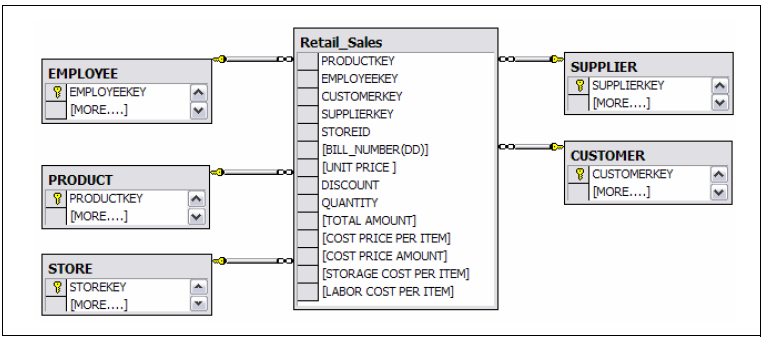 EMPLOYEE
EMPLOYEEKEY
[MORE....]
PRODUCT
PRODUCTKEY
[MORE....]
STORE
STOREKEY
[MORE....]
Retail_Sales
PRODUCTKEY
EMPLOYEEKEY
CUSTOMERKEY
SUPPLIERKEY
STOREID
[BILL_NUMBER(DD)]
[UNIT PRICE ]
DISCOUNT
QUANTITY
[TOTAL AMOUNT]
[COST PRICE PER ITEM]
[COST PRICE AMOUNT]
[STORAGE COST PER ITEM]
[LABOR COST PER ITEM]
SUPPLIER
SUPPLIERKEY
[MORE....]
CUSTOMER
CUSTOMERKEY
[MORE....]